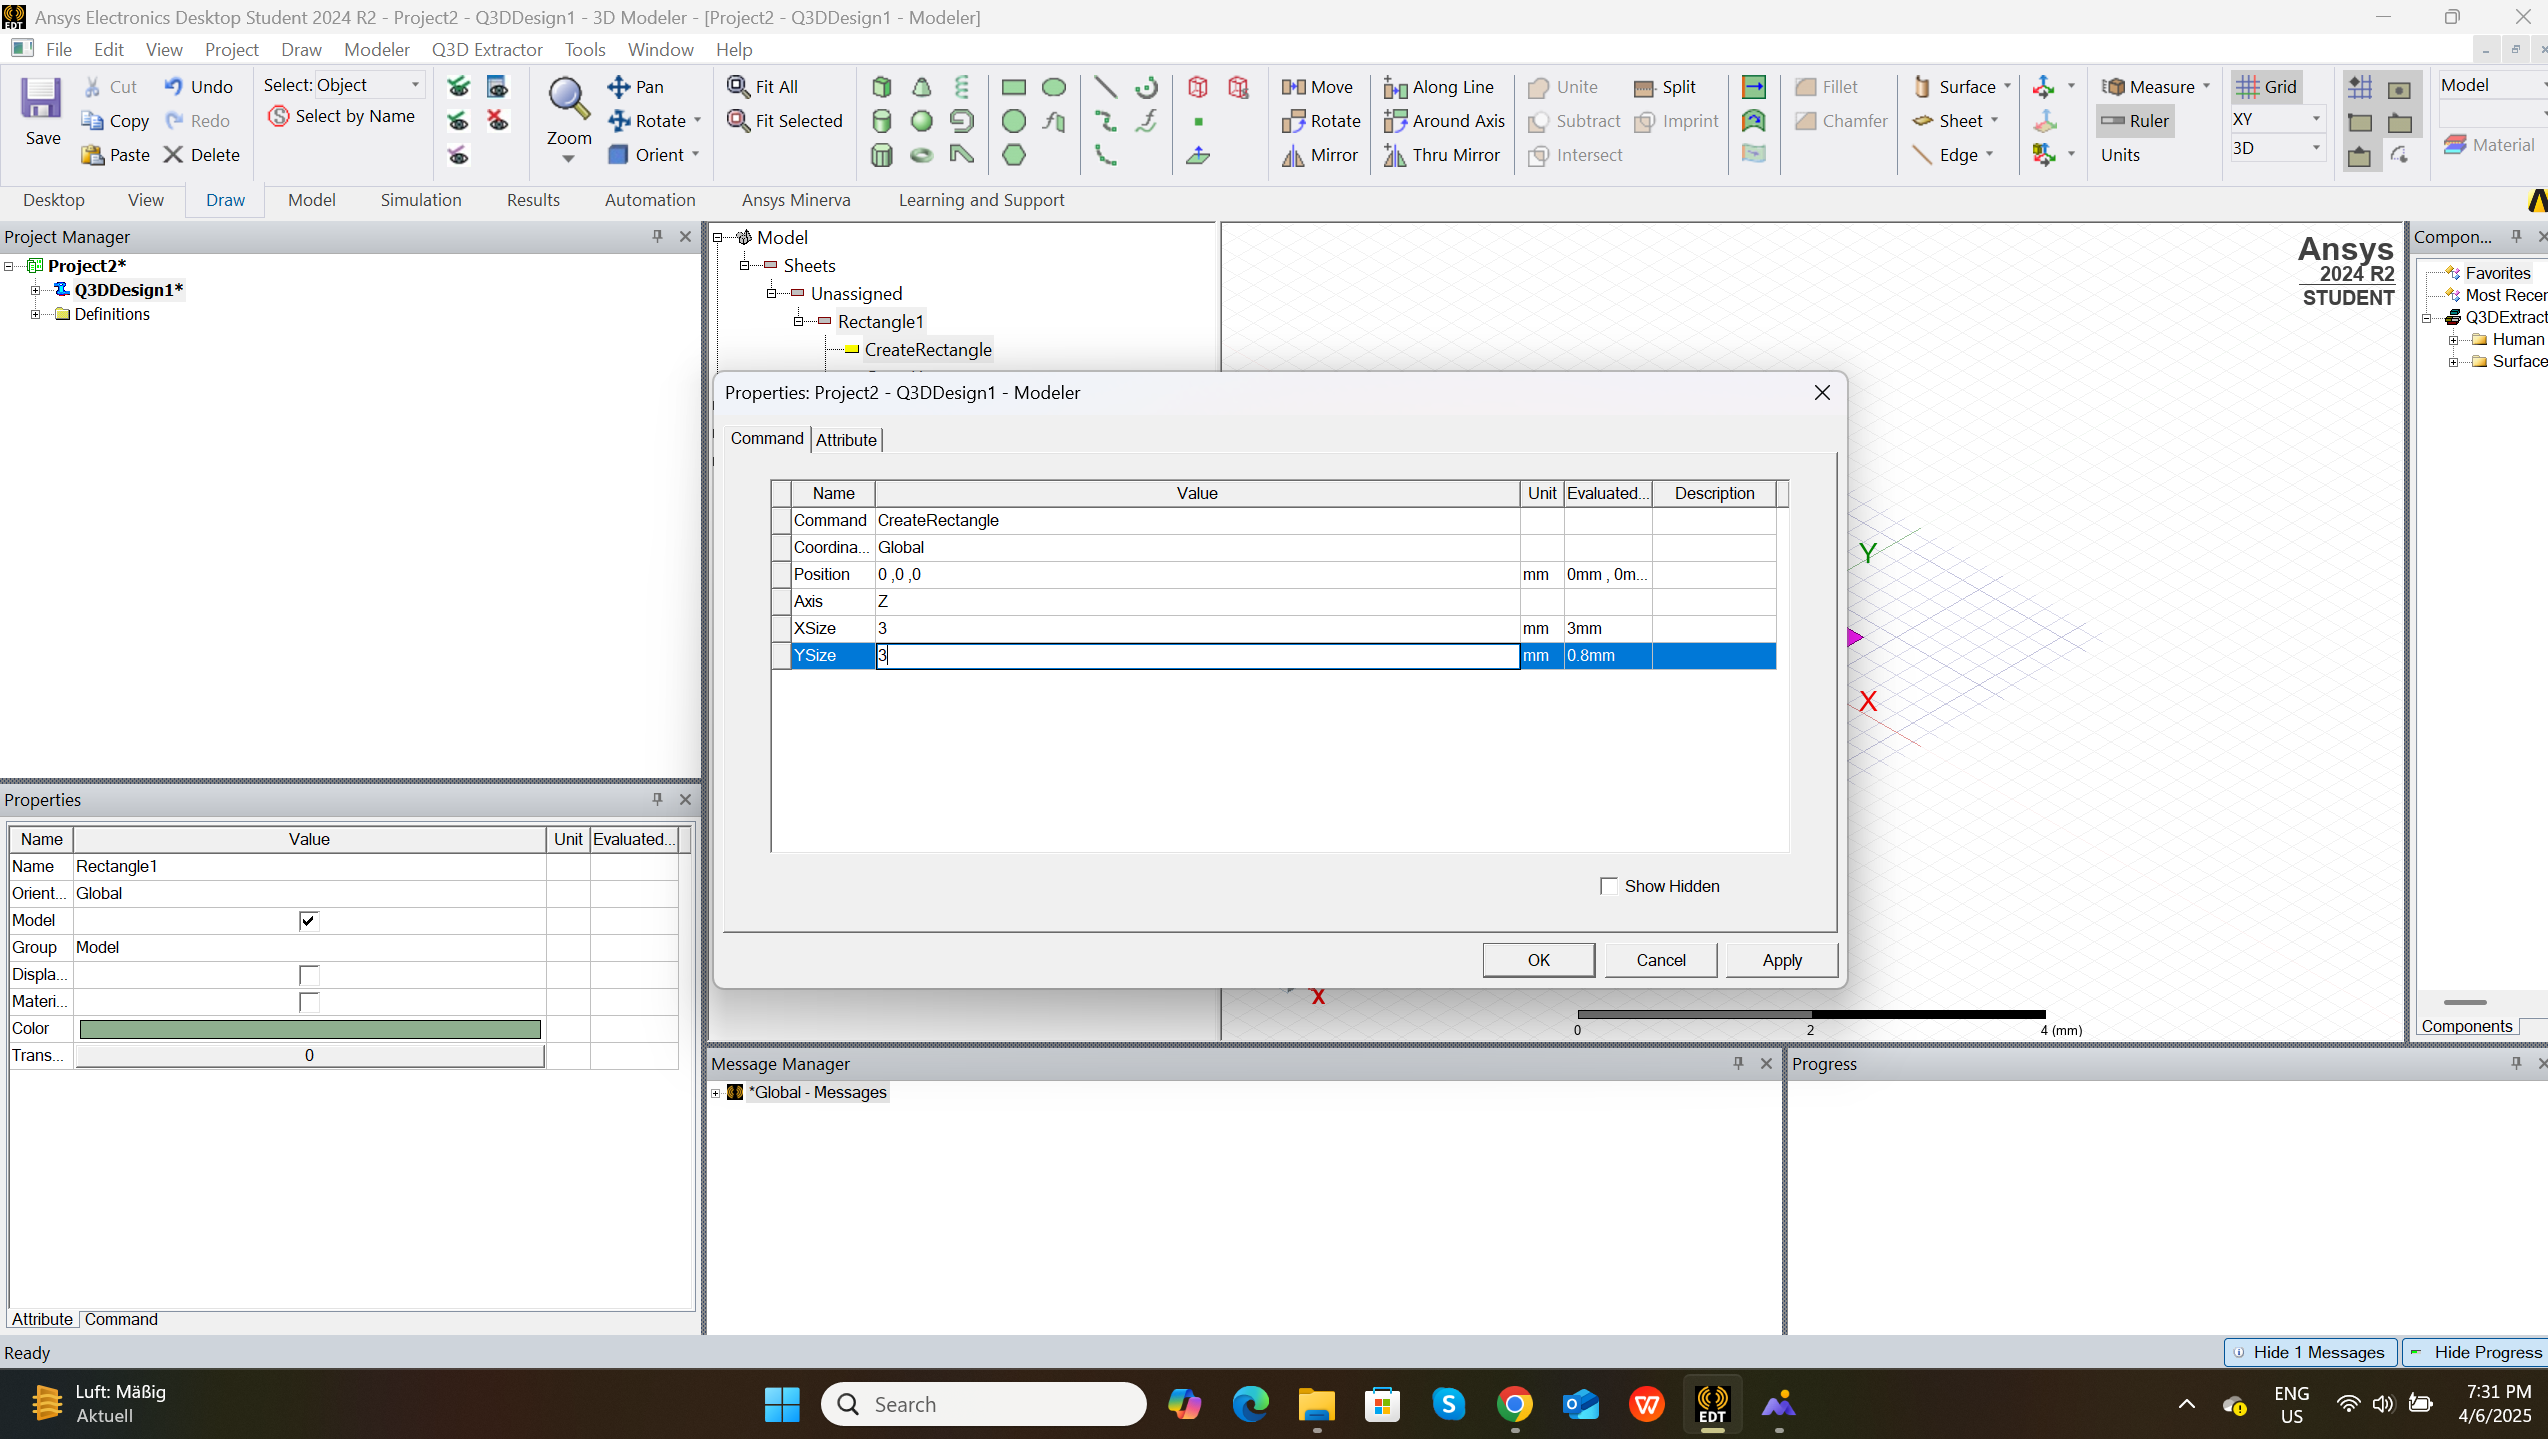 Ansys Electronics Desktop Student 2024 R2 - Project2 - Q3DDesign1 - 3D Modeler - [Project2 - Q3DDesign1 - Modeler]
File Edit View Project Draw Modeler Q3D Extractor Tools Window Help
Save
Cut
Copy
Paste
Undo
Redo
Delete
Select: Object
Select by Name
Zoom
Pan
Rotate
Orient
Fit All
Fit Selected
Move
Rotate
Mirror
Along Line
Around Axis
Thru Mirror
Unite
Subtract
Intersect
Split
Imprint
Fillet
Chamfer
Surface
Sheet
Edge
Measure
Ruler
Units
Grid
XY
3D
Model
Material
Desktop View Draw Model Simulation Results Automation Ansys Minerva Learning and Support
Project Manager
Project2*
Q3DDesign1*
Definitions
Model
Sheets
Unassigned
Rectangle1
CreateRectangle
Ansys
2024 R2
STUDENT
Compon...
Favorites
Most Recen
Q3DExtract
Human
Surface
Components
Properties: Project2 - Q3DDesign1 - Modeler
Command Attribute
Name Value Unit Evaluated... Description
Command CreateRectangle
Coordina... Global
Position 0 ,0 ,0 mm 0mm , 0m...
Axis Z
XSize 3 mm 3mm
YSize 3 mm 0.8mm
Show Hidden
OK Cancel Apply
Y
X
X
0 2 4 (mm)
Properties
Name Value Unit Evaluated...
Name Rectangle1
Orient... Global
Model
Group Model
Displa...
Materi...
Color
Trans... 0
Attribute Command
Message Manager
*Global - Messages
Progress
Ready
Hide 1 Messages
Hide Progress
Luft: Mäßig
Aktuell
Search
EDT
ENG
US
7:31 PM
4/6/2025